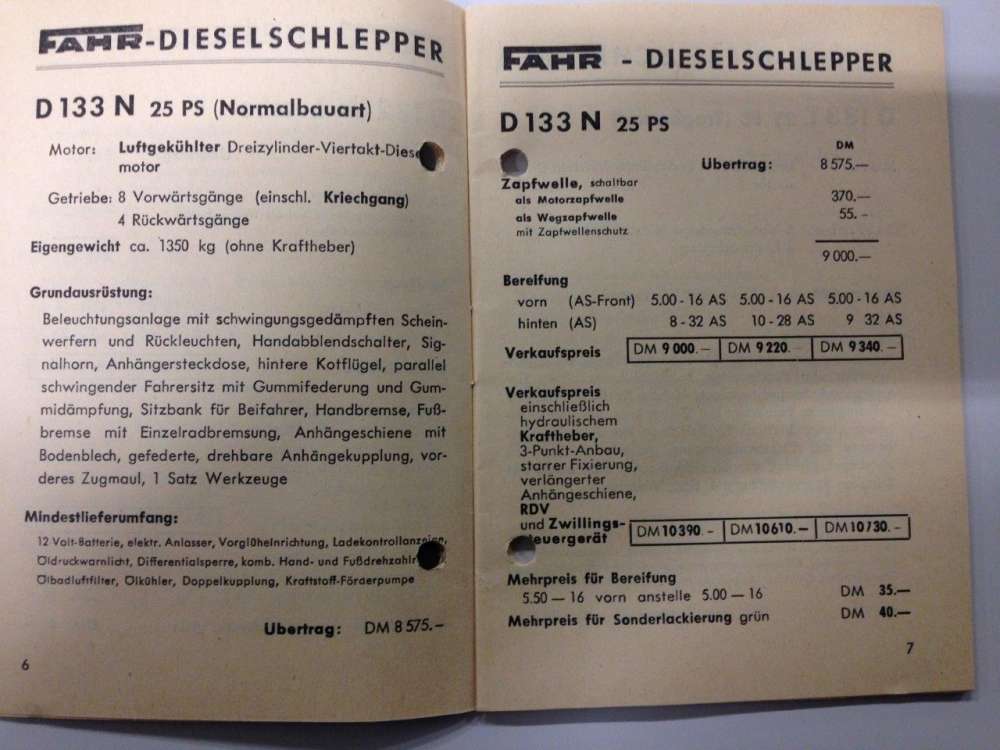 FAHR-DIESELSCHLEPPER
D 133 N 25 PS (Normalbauart)
Motor: Luftgekühlter Dreizylinder-Viertakt-Diese
motor
Getriebe: 8 Vorwärtsgänge (einschl. Kriechgang)
4 Rückwärtsgänge
Eigengewicht ca. 1350 kg (ohne Kraftheber)
Grundausrüstung:
Beleuchtungsanlage mit schwingungsgedämpften Schein-
werfern und Rückleuchten, Handabblendschalter, Sig-
nalhorn, Anhängersteckdose, hintere Kotflügel, parallel
schwingender Fahrersitz mit Gummifederung und Gum-
midämpfung, Sitzbank für Beifahrer, Handbremse, Fuß-
bremse mit Einzelradbremsung, Anhängeschiene mit
Bodenblech, gefederte, drehbare Anhängekupplung, vor-
deres Zugmaul, 1 Satz Werkzeuge
Mindestlieferumfang:
12 Volt-Batterie, elektr. Anlasser, Vorglüheinrichtung, Ladekontrollanzeige,
Öldruckwarnlicht, Differentialsperre, komb. Hand- und Fußdrehzahlr
Ölbadluftfilter, Ölkühler, Doppelkupplung, Kraftstoff-Förderpumpe
Ubertrag: DM 8 575.-
6
FAHR - DIESELSCHLEPPER
D 133 N 25 PS
DM
Ubertrag: 8 575.—
Zapfwelle, schaltbar
als Motorzapfwelle 370.—
als Wegzapfwelle 55. -
mit Zapfwellenschutz
9 000.—
Bereifung
vorn (AS-Front) 5.00 - 16 AS 5.00 - 16 AS 5.00 - 16 AS
hinten (AS) 8 - 32 AS 10 - 28 AS 9 32 AS
Verkaufspreis DM 9 000. – DM 9 220. – DM 9 340. –
Verkaufspreis
einschließlich
hydraulischem
Kraftheber,
3-Punkt-Anbau,
starrer Fixierung,
verlängerter
Anhängeschiene,
RDV
und Zwillings-
teuergerät DM 10 390. - DM 10 610. — DM 10 730. –
Mehrpreis für Bereifung
5.50 — 16 vorn anstelle 5.00 — 16 DM 35.—
Mehrpreis für Sonderlackierung grün DM 40.—
7